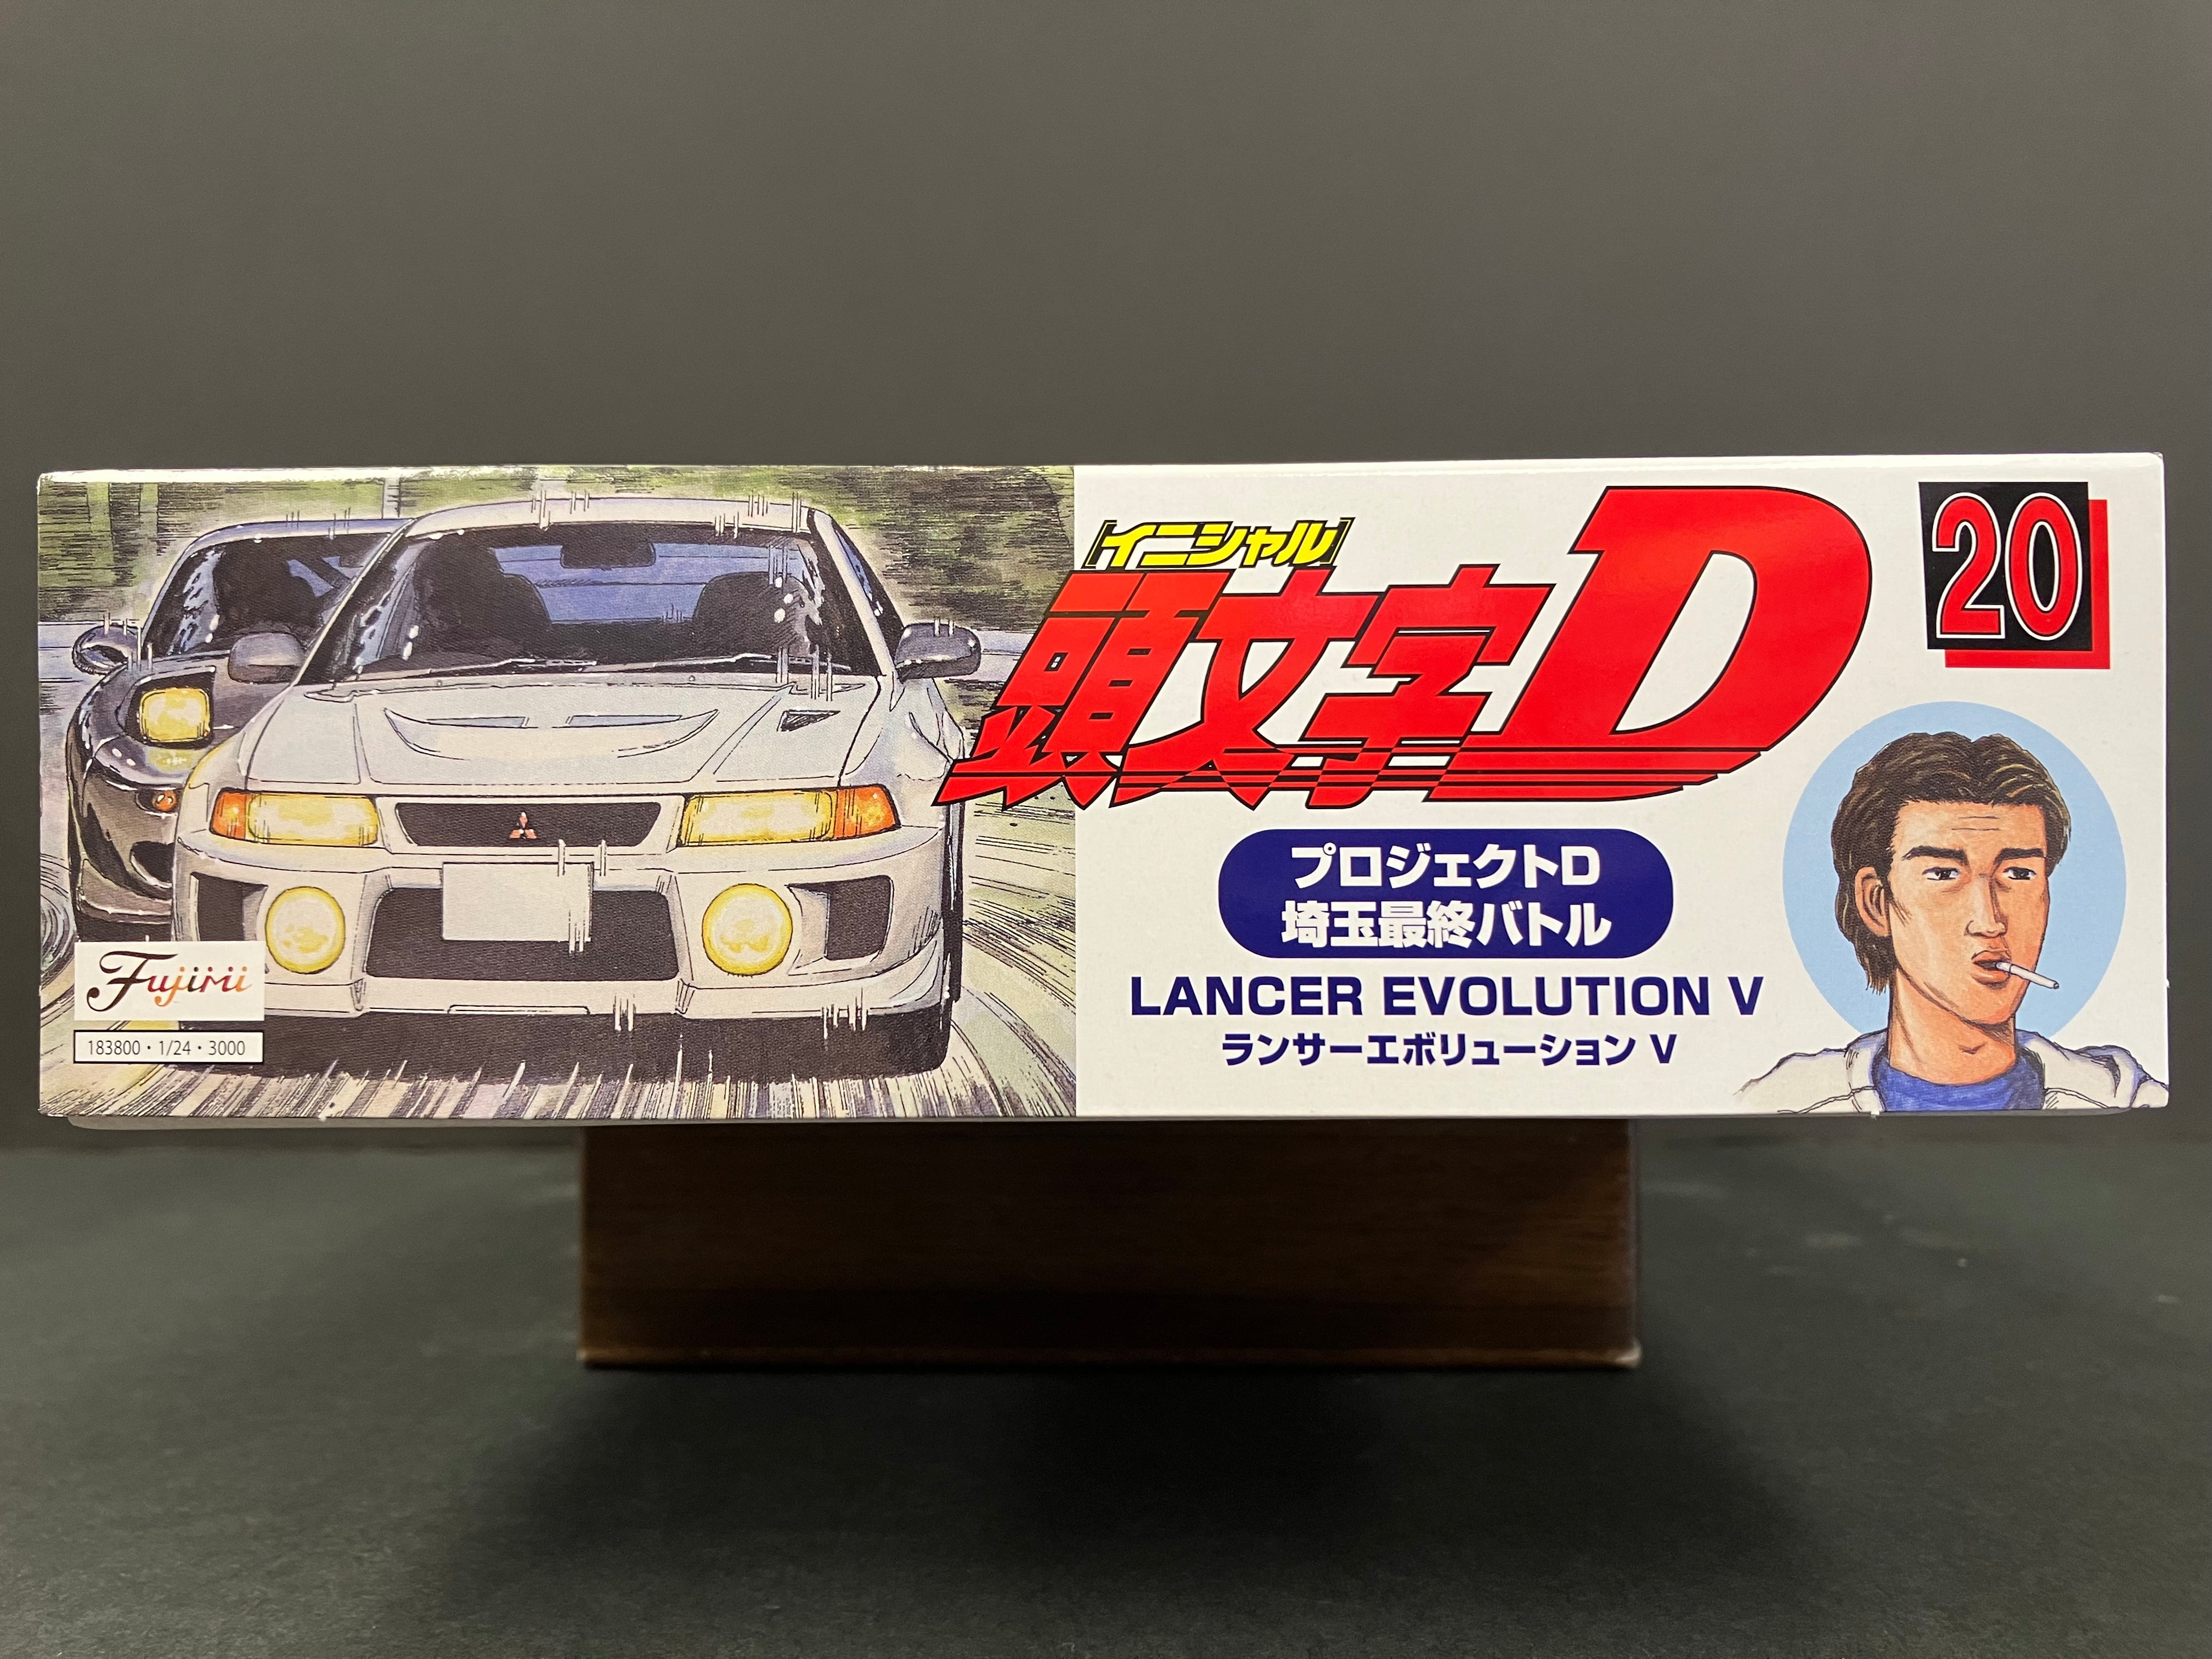 Fujimi
183800・1/24・3000
[イニシャル]
頭文字D
20
プロジェクトD
埼玉最終バトル
LANCER EVOLUTION V
ランサーエボリューション V